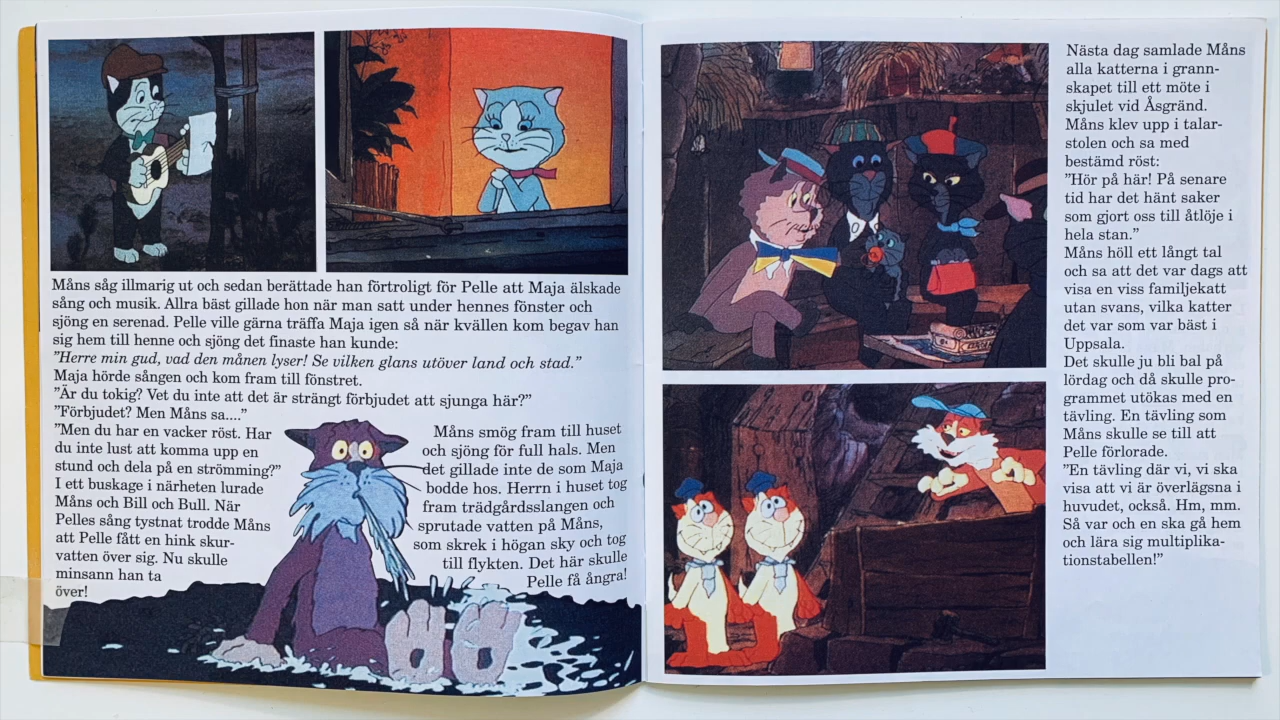 Måns såg illmarig ut och sedan berättade han förtroligt för Pelle att Maja älskade
sång och musik. Allra bäst gillade hon när man satt under hennes fönster och
sjöng en serenad. Pelle ville gärna träffa Maja igen så när kvällen kom begav han
sig hem till henne och sjöng det finaste han kunde:
”Herre min gud, vad den månen lyser! Se vilken glans utöver land och stad.”
Maja hörde sången och kom fram till fönstret.
”Är du tokig? Vet du inte att det är strängt förbjudet att sjunga här?”
”Förbjudet? Men Måns sa....”
”Men du har en vacker röst. Har
du inte lust att komma upp en
stund och dela på en strömming?”
I ett buskage i närheten lurade
Måns och Bill och Bull. När
Pelles sång tystnat trodde Måns
att Pelle fått en hink skur-
vatten över sig. Nu skulle
minsann han ta
över!
Måns smög fram till huset
och sjöng för full hals. Men
det gillade inte de som Maja
bodde hos. Herrn i huset tog
fram trädgårdsslangen och
sprutade vatten på Måns,
som skrek i högan sky och tog
till flykten. Det här skulle
Pelle få ångra!
Nästa dag samlade Måns
alla katterna i grann-
skapet till ett möte i
skjulet vid Åsgränd.
Måns klev upp i talar-
stolen och sa med
bestämd röst:
”Hör på här! På senare
tid har det hänt saker
som gjort oss till åtlöje i
hela stan.”
Måns höll ett långt tal
och sa att det var dags att
visa en viss familjekatt
utan svans, vilka katter
det var som var bäst i
Uppsala.
Det skulle ju bli bal på
lördag och då skulle pro-
grammet utökas med en
tävling. En tävling som
Måns skulle se till att
Pelle förlorade.
”En tävling där vi, vi ska
visa att vi är överlägsna i
huvudet, också. Hm, mm.
Så var och en ska gå hem
och lära sig multiplika-
tionstabellen!”